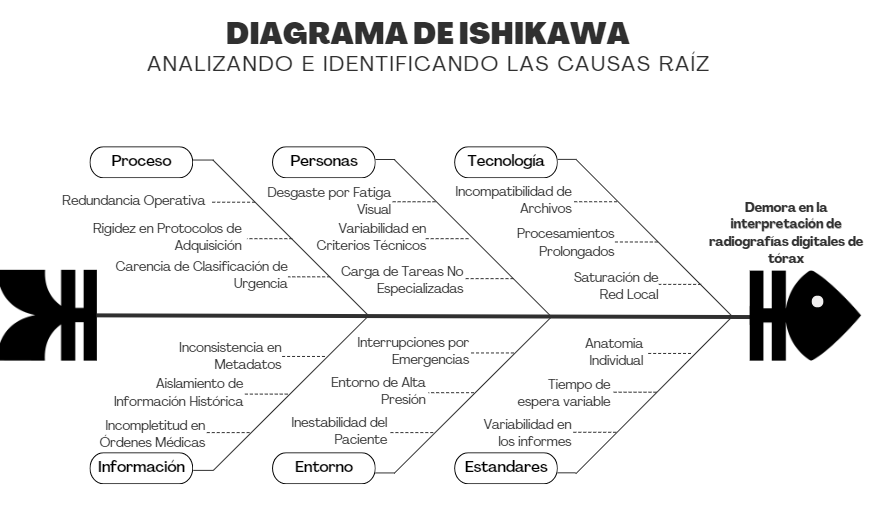 DIAGRAMA DE ISHIKAWA
ANALIZANDO E IDENTIFICANDO LAS CAUSAS RAÍZ
Proceso
Redundancia Operativa
Rigidez en Protocolos de
Adquisición
Carencia de Clasificación de
Urgencia
Personas
Desgaste por Fatiga
Visual
Variabilidad en
Criterios Técnicos
Carga de Tareas No
Especializadas
Tecnología
Incompatibilidad de
Archivos
Procesamientos
Prolongados
Saturación de
Red Local
Demora en la
interpretación de
radiografías digitales de
tórax
Inconsistencia en
Metadatos
Aislamiento de
Información Histórica
Incompletitud en
Órdenes Médicas
Información
Interrupciones por
Emergencias
Entorno de Alta
Presión
Inestabilidad del
Paciente
Entorno
Anatomia
Individual
Tiempo de
espera variable
Variabilidad en
los informes
Estandares